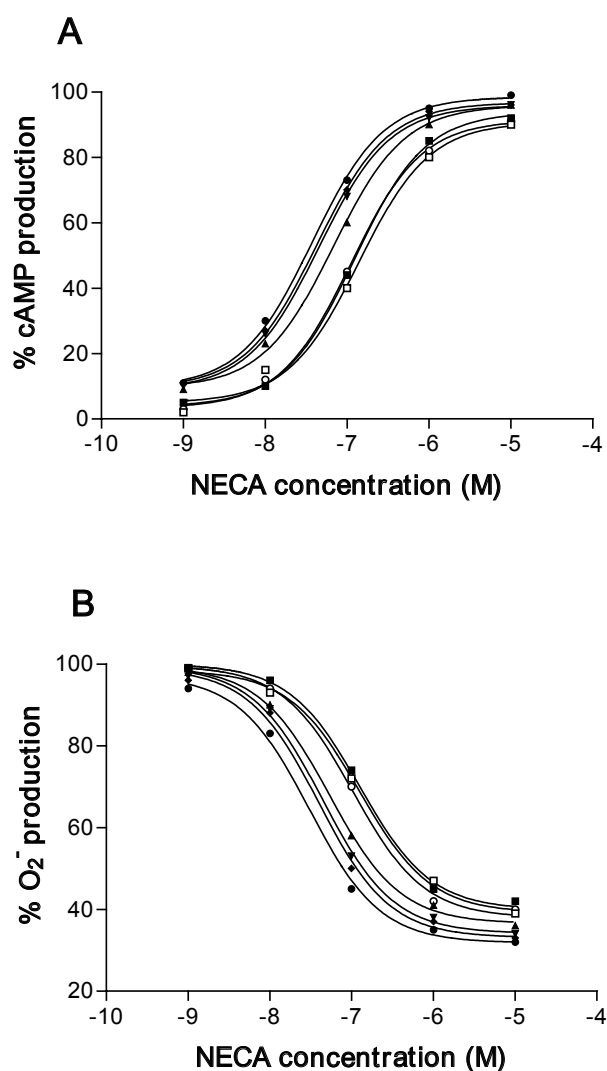 A
100
80
60
40
20
0
% cAMP production
-10 -9 -8 -7 -6 -5 -4
NECA concentration (M)
B
100
80
60
40
20
% O₂⁻ production
-10 -9 -8 -7 -6 -5 -4
NECA concentration (M)